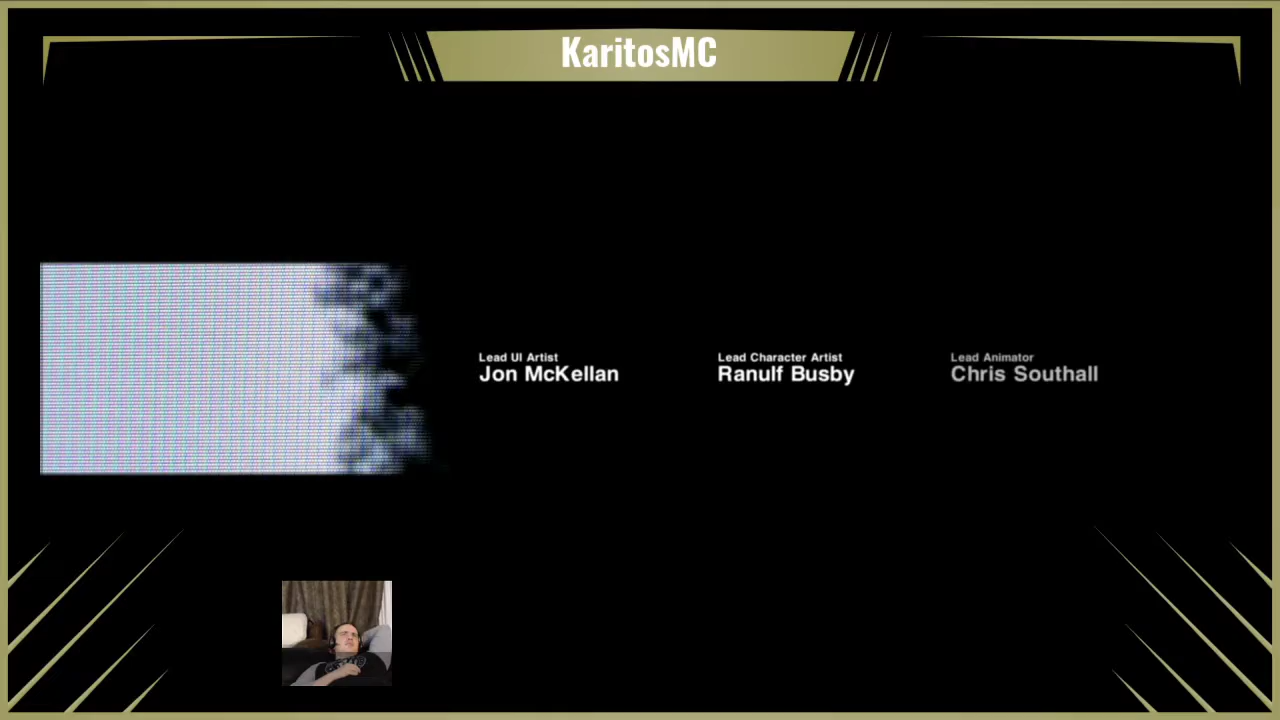 KaritosMC
Lead UI Artist
Jon McKellan
Lead Character Artist
Ranulf Busby
Lead Animator
Chris Southall